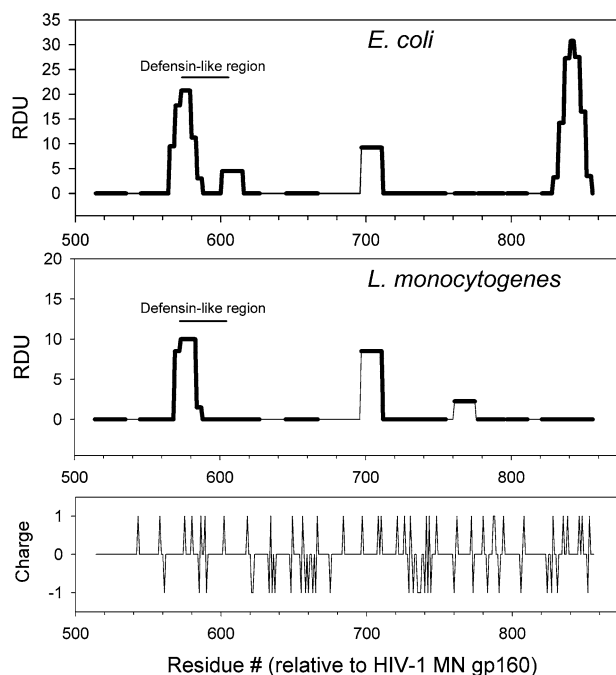 E. coli
Defensin-like region
RDU
35
30
25
20
15
10
5
0
500 600 700 800
L. monocytogenes
Defensin-like region
RDU
20
15
10
5
0
500 600 700 800
Charge
1
0
-1
500 600 700 800
Residue # (relative to HIV-1 MN gp160)